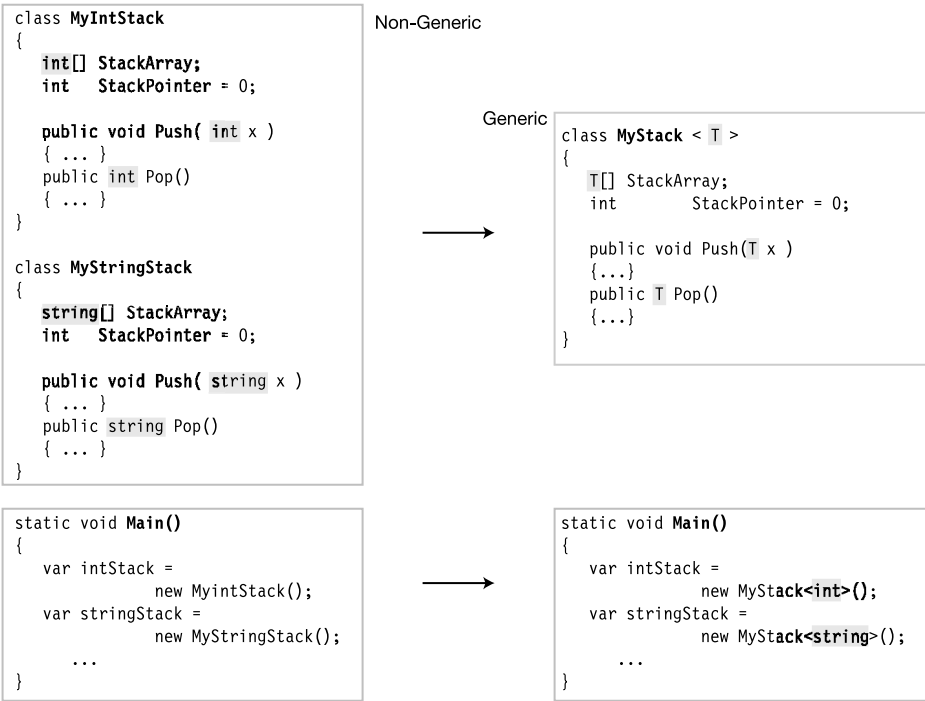 Non-Generic
class MyIntStack
{
int[] StackArray;
int StackPointer = 0;
public void Push( int x )
{ ... }
public int Pop()
{ ... }
}
class MyStringStack
{
string[] StackArray;
int StackPointer = 0;
public void Push( string x )
{ ... }
public string Pop()
{ ... }
}
Generic
class MyStack < T >
{
T[] StackArray;
int StackPointer = 0;
public void Push(T x )
{...}
public T Pop()
{...}
}
static void Main()
{
var intStack =
new MyintStack();
var stringStack =
new MyStringStack();
...
}
static void Main()
{
var intStack =
new MyStack<int>();
var stringStack =
new MyStack<string>();
...
}